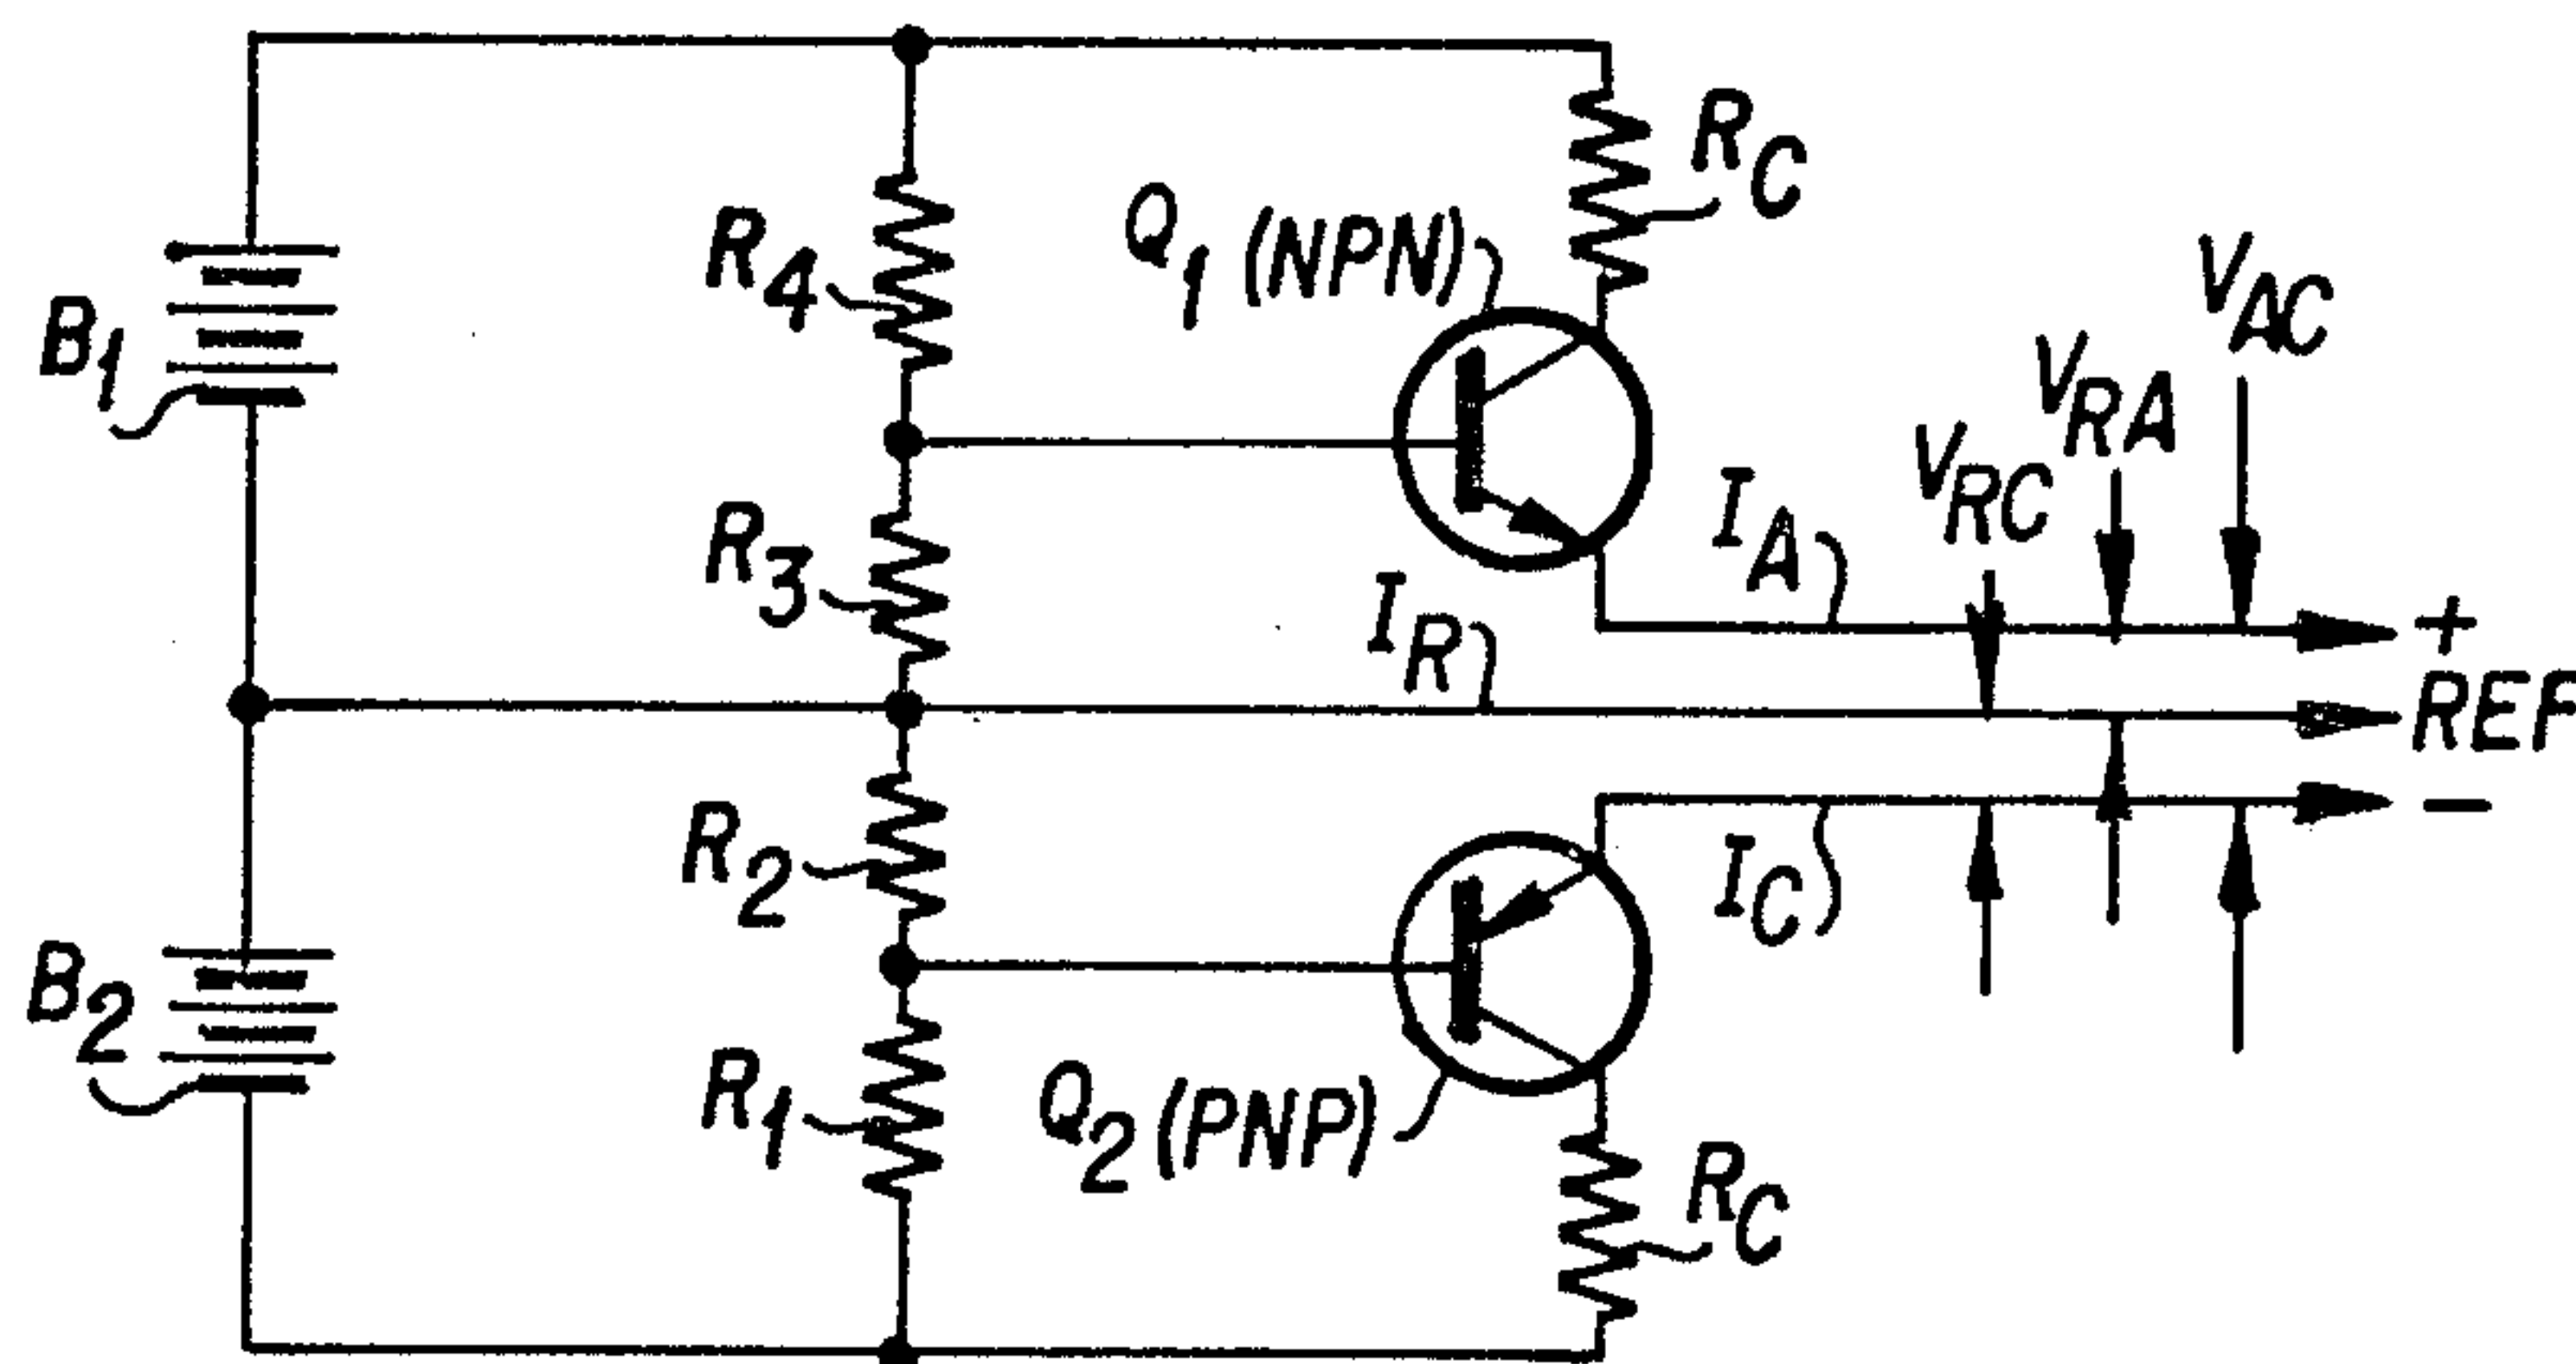 B1
B2
R4
R3
R2
R1
Q1 (NPN)
Q2 (PNP)
RC
RC
IA
IR
IC
VRC
VRA
VAC
+
REF
−